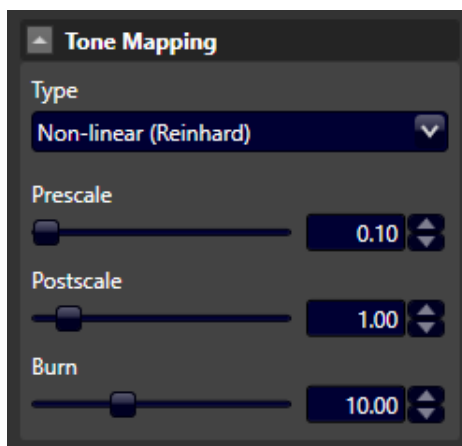 Tone Mapping
Type
Non-linear (Reinhard)
Prescale
0.10
Postscale
1.00
Burn
10.00